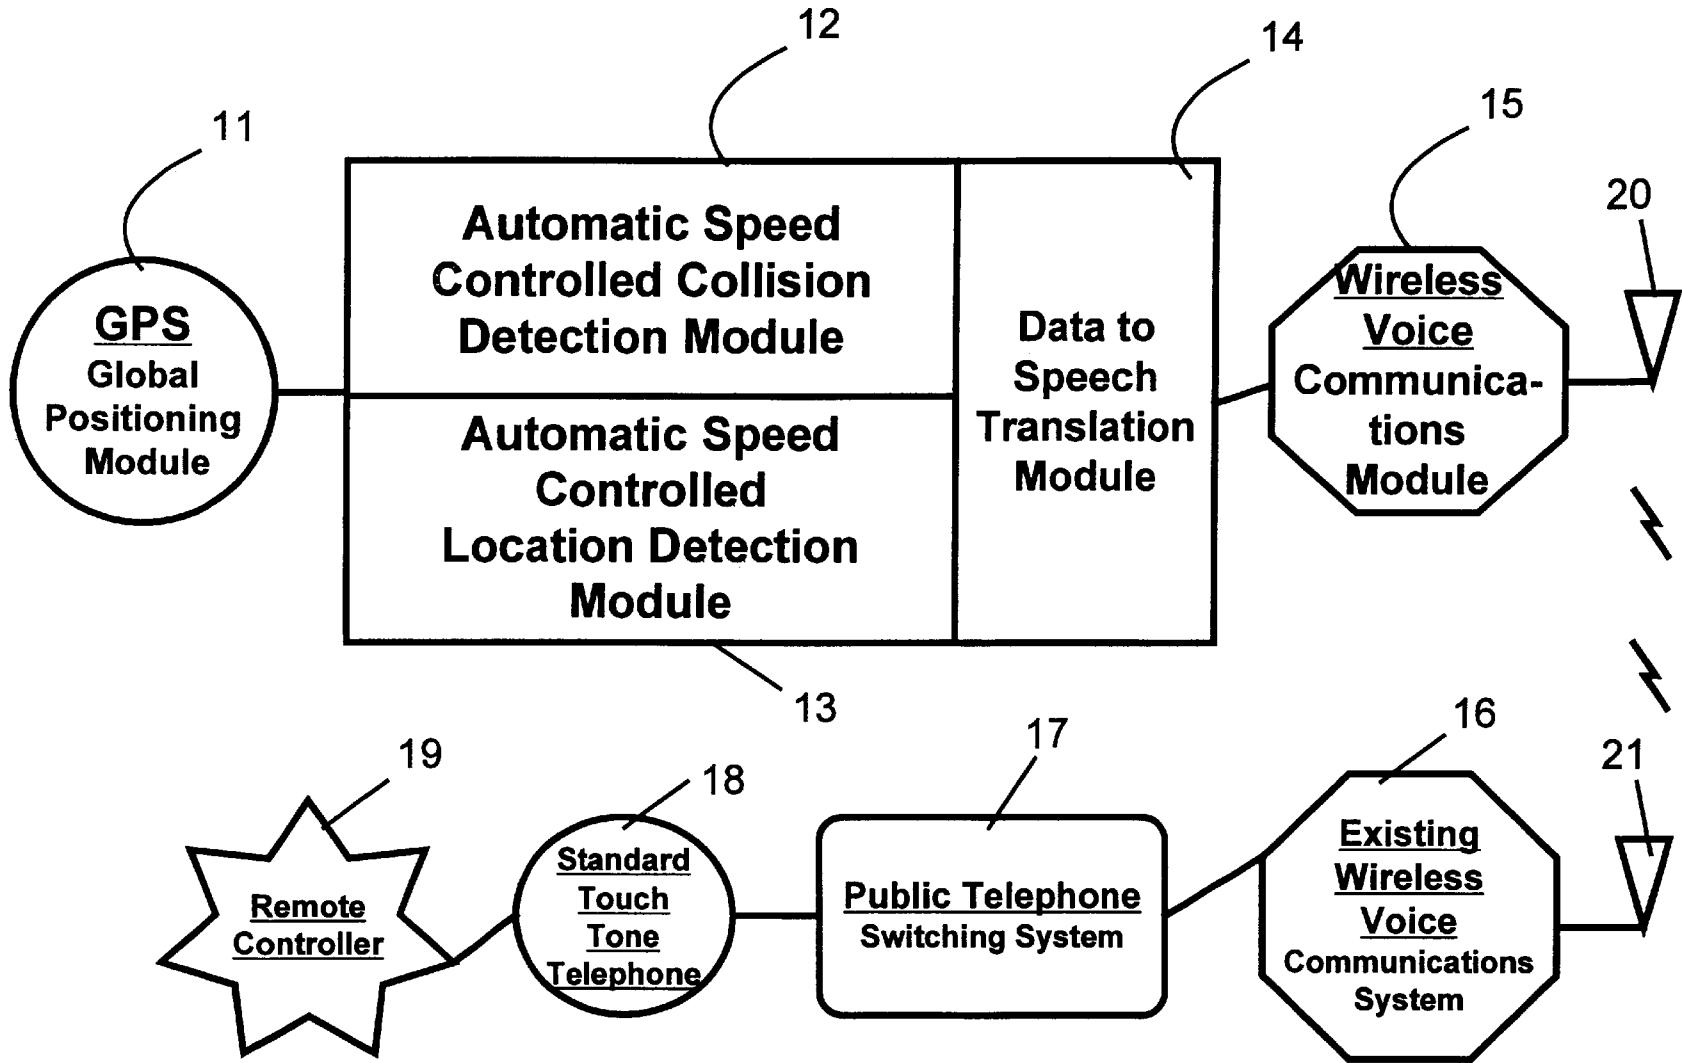 12
14
15
11
20
Automatic Speed
Controlled Collision
Detection Module
GPS
Global
Positioning
Module
Data to
Speech
Translation
Module
Wireless
Voice
Communica-
tions
Module
Automatic Speed
Controlled
Location Detection
Module
13
19
18
17
16
21
Remote
Controller
Standard
Touch
Tone
Telephone
Public Telephone
Switching System
Existing
Wireless
Voice
Communications
System